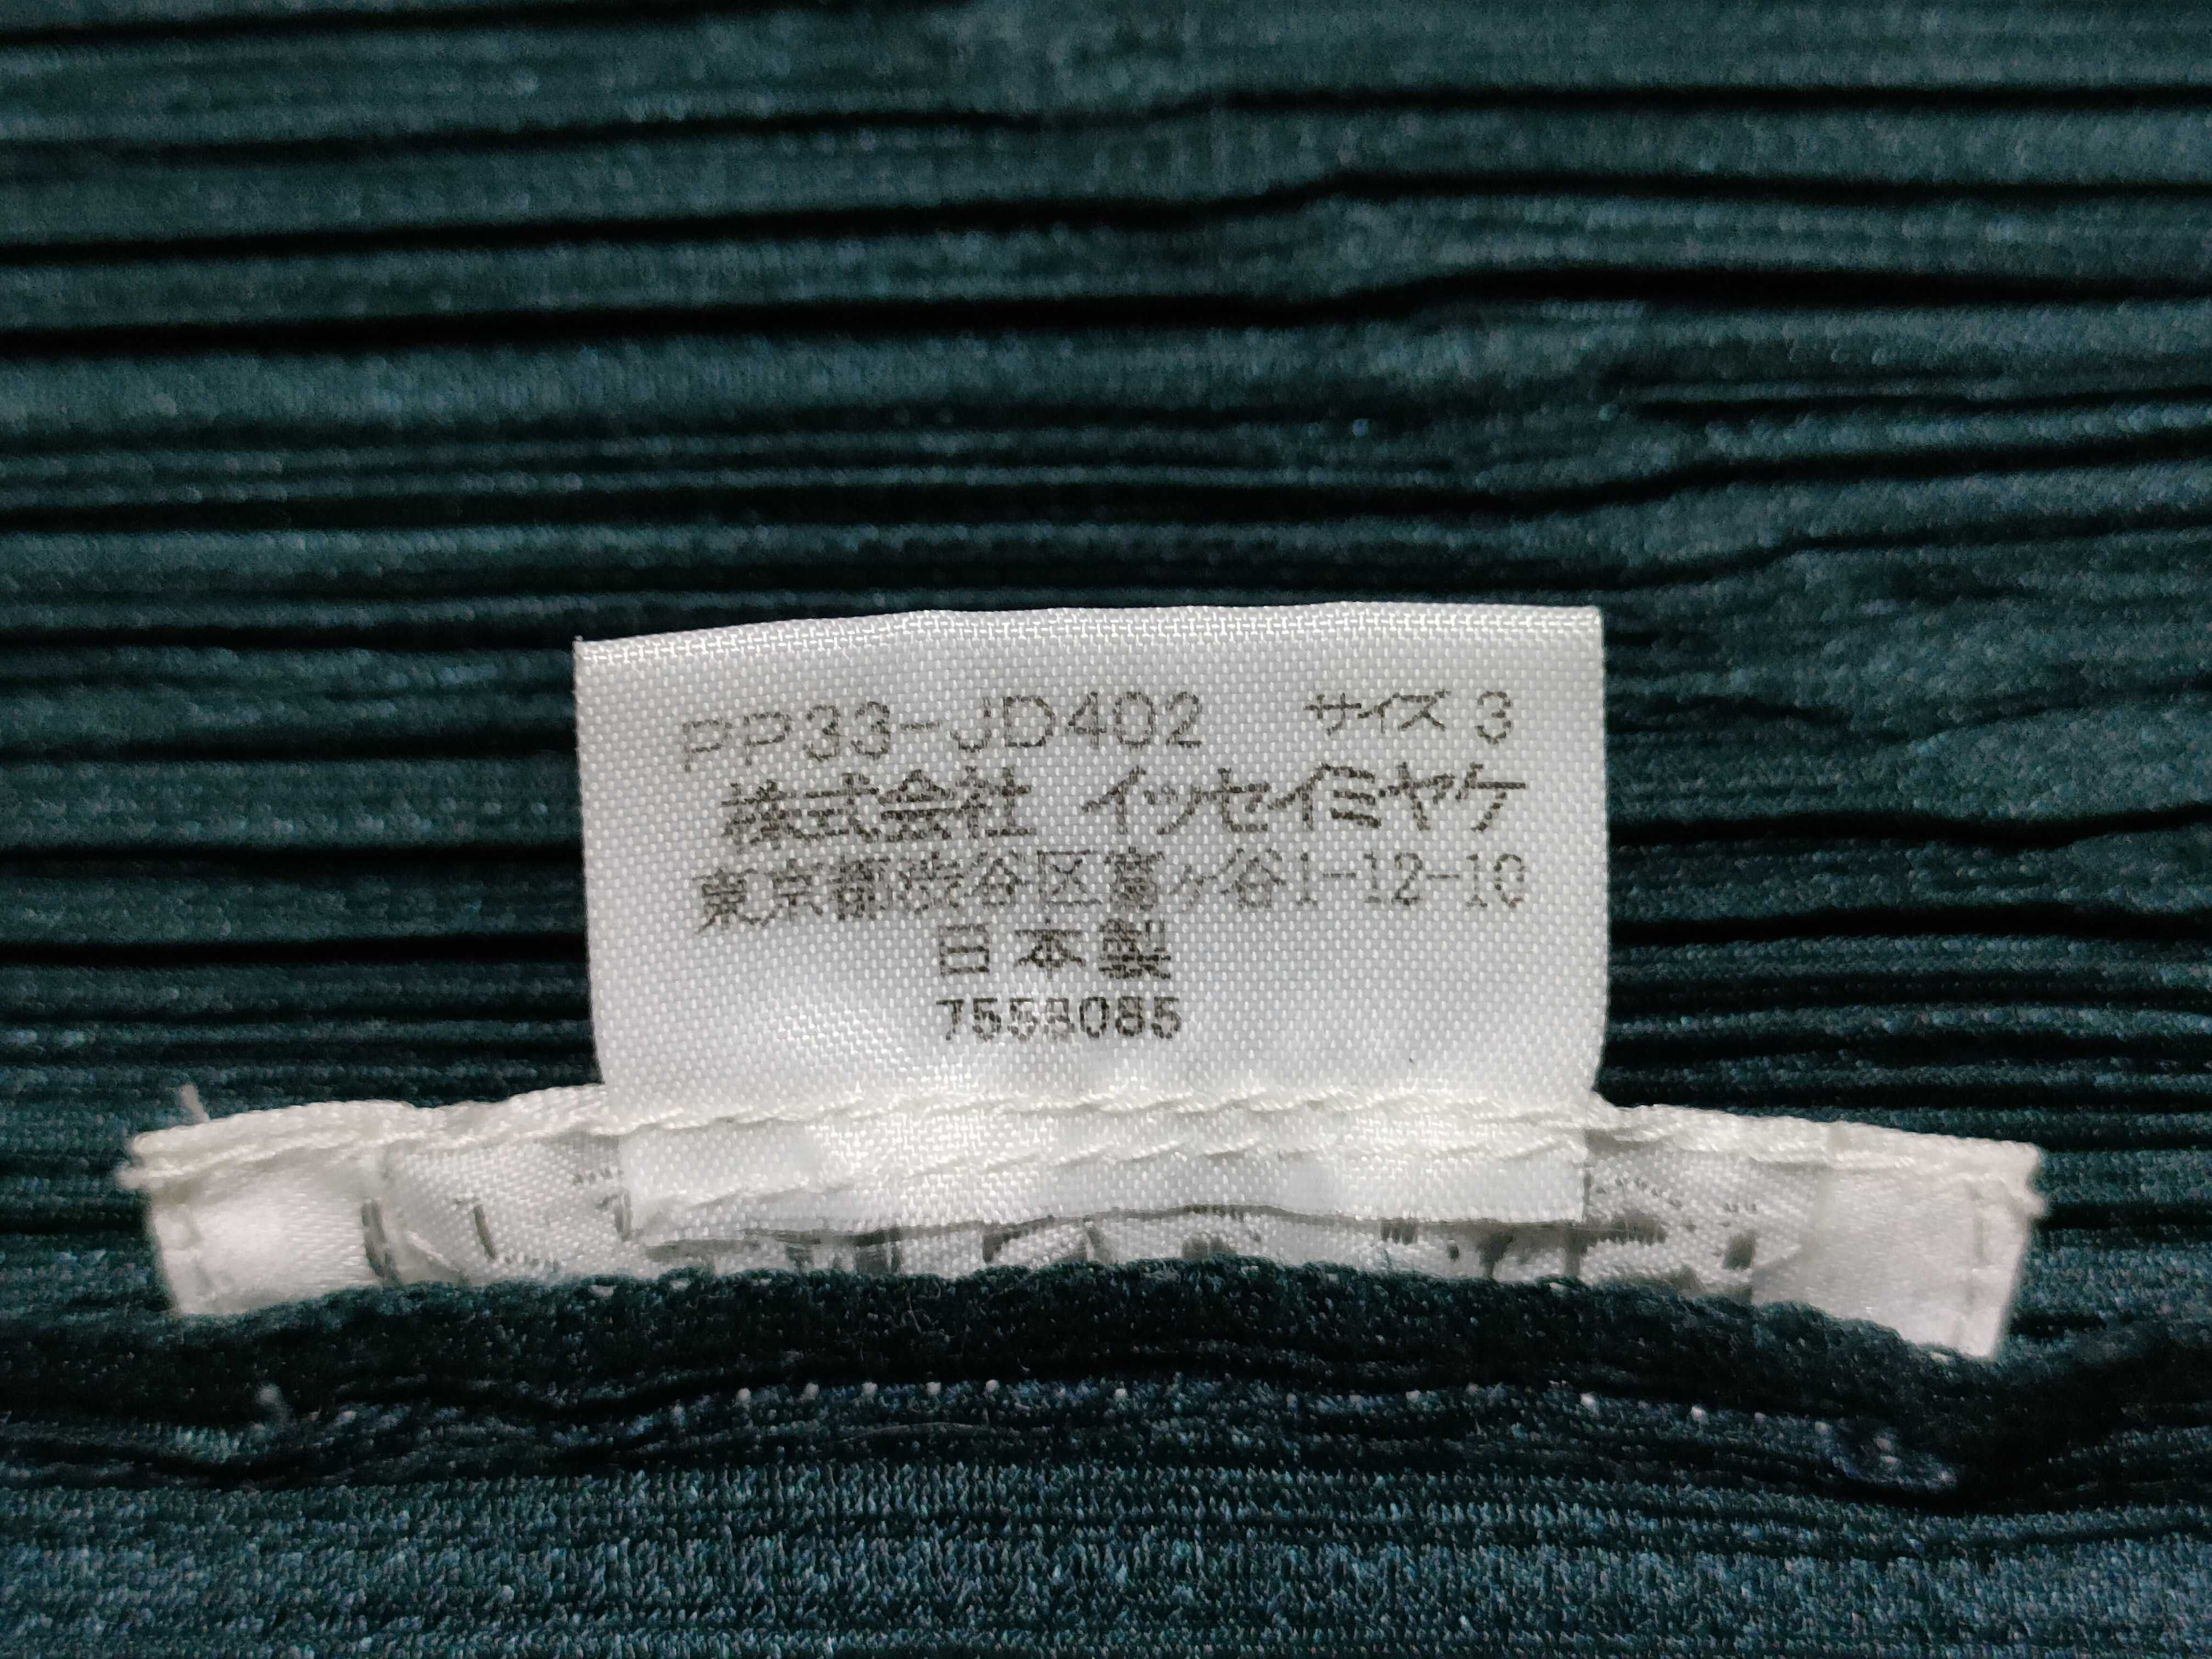 PP33-JD402 サイズ 3
株式会社 イッセイミヤケ
東京都渋谷区富ヶ谷1-12-10
日本製
7558085